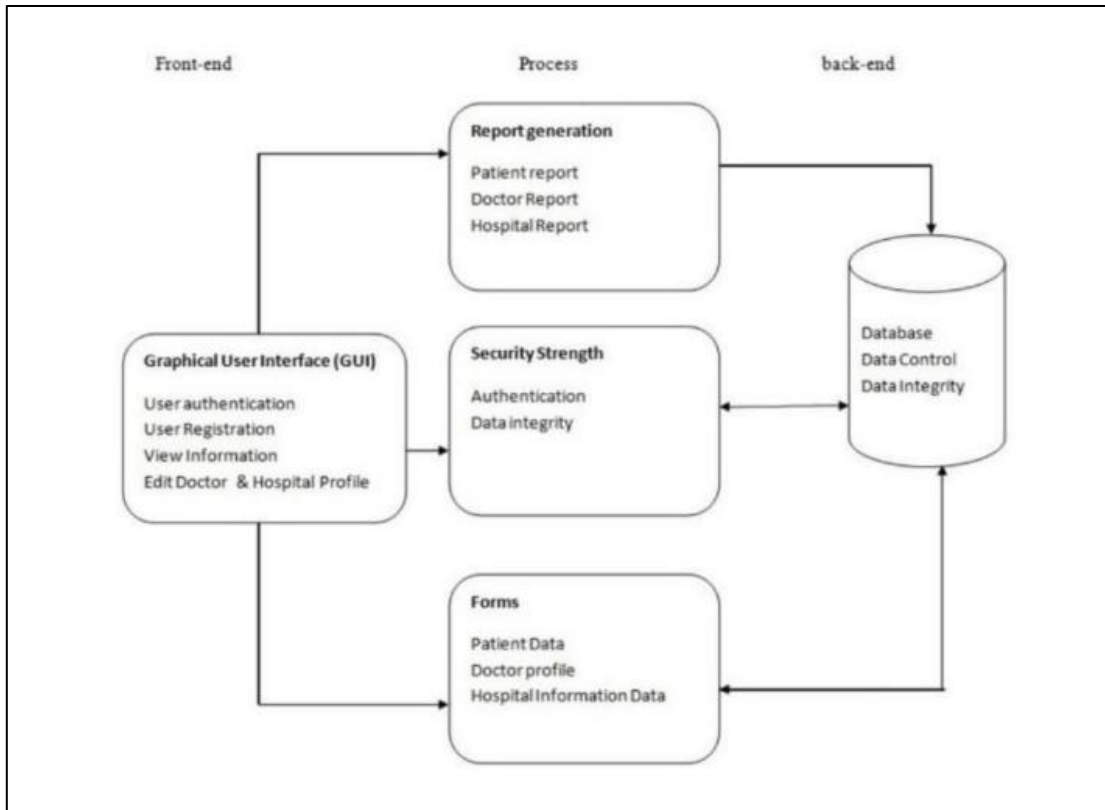 Front-end
Process
back-end
Report generation
Patient report
Doctor Report
Hospital Report
Graphical User Interface (GUI)
User authentication
User Registration
View Information
Edit Doctor & Hospital Profile
Security Strength
Authentication
Data integrity
Database
Data Control
Data Integrity
Forms
Patient Data
Doctor profile
Hospital Information Data